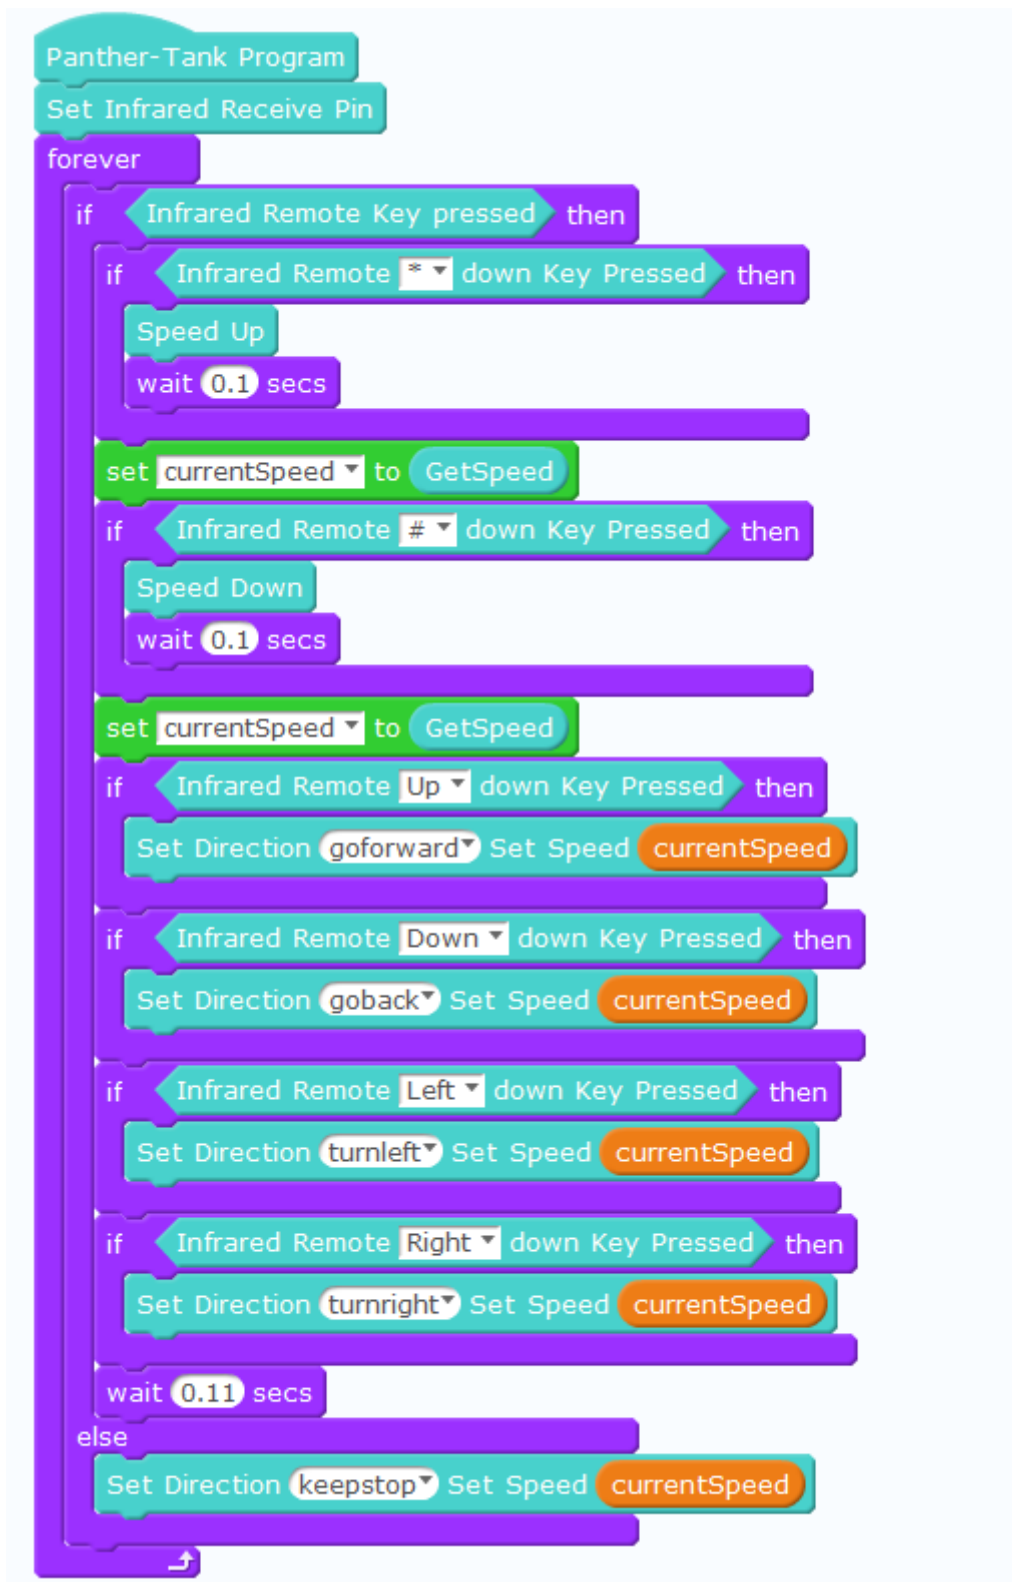 Panther-Tank Program
Set Infrared Receive Pin
forever
if Infrared Remote Key pressed then
if Infrared Remote * down Key Pressed then
Speed Up
wait 0.1 secs
set currentSpeed to GetSpeed
if Infrared Remote # down Key Pressed then
Speed Down
wait 0.1 secs
set currentSpeed to GetSpeed
if Infrared Remote Up down Key Pressed then
Set Direction goforward Set Speed currentSpeed
if Infrared Remote Down down Key Pressed then
Set Direction goback Set Speed currentSpeed
if Infrared Remote Left down Key Pressed then
Set Direction turnleft Set Speed currentSpeed
if Infrared Remote Right down Key Pressed then
Set Direction turnright Set Speed currentSpeed
wait 0.11 secs
else
Set Direction keepstop Set Speed currentSpeed